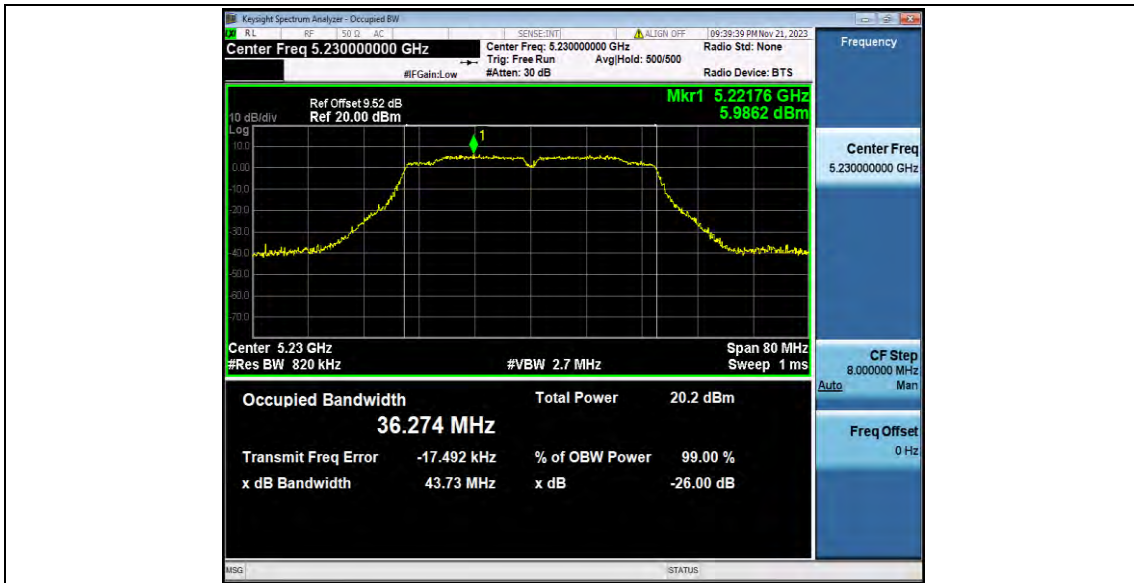 Keysight Spectrum Analyzer - Occupied BW
RL RF 50 Ω AC SENSE:INT ALIGN OFF 09:39:39 PM Nov 21, 2023
Center Freq 5.230000000 GHz
Center Freq: 5.230000000 GHz
Radio Std: None
Trig: Free Run Avg|Hold: 500/500
#IFGain:Low
#Atten: 30 dB
Radio Device: BTS
Frequency
Mkr1 5.22176 GHz
5.9862 dBm
Ref Offset 9.52 dB
10 dB/div Ref 20.00 dBm
Log
1
10.0
0.00
-10.0
-20.0
-30.0
-40.0
-50.0
-60.0
-70.0
Center 5.23 GHz Span 80 MHz
#Res BW 820 kHz #VBW 2.7 MHz Sweep 1 ms
Center Freq
5.230000000 GHz
CF Step
8.000000 MHz
Auto Man
Freq Offset
0 Hz
Occupied Bandwidth Total Power 20.2 dBm
36.274 MHz
Transmit Freq Error -17.492 kHz % of OBW Power 99.00 %
x dB Bandwidth 43.73 MHz x dB -26.00 dB
MSG STATUS